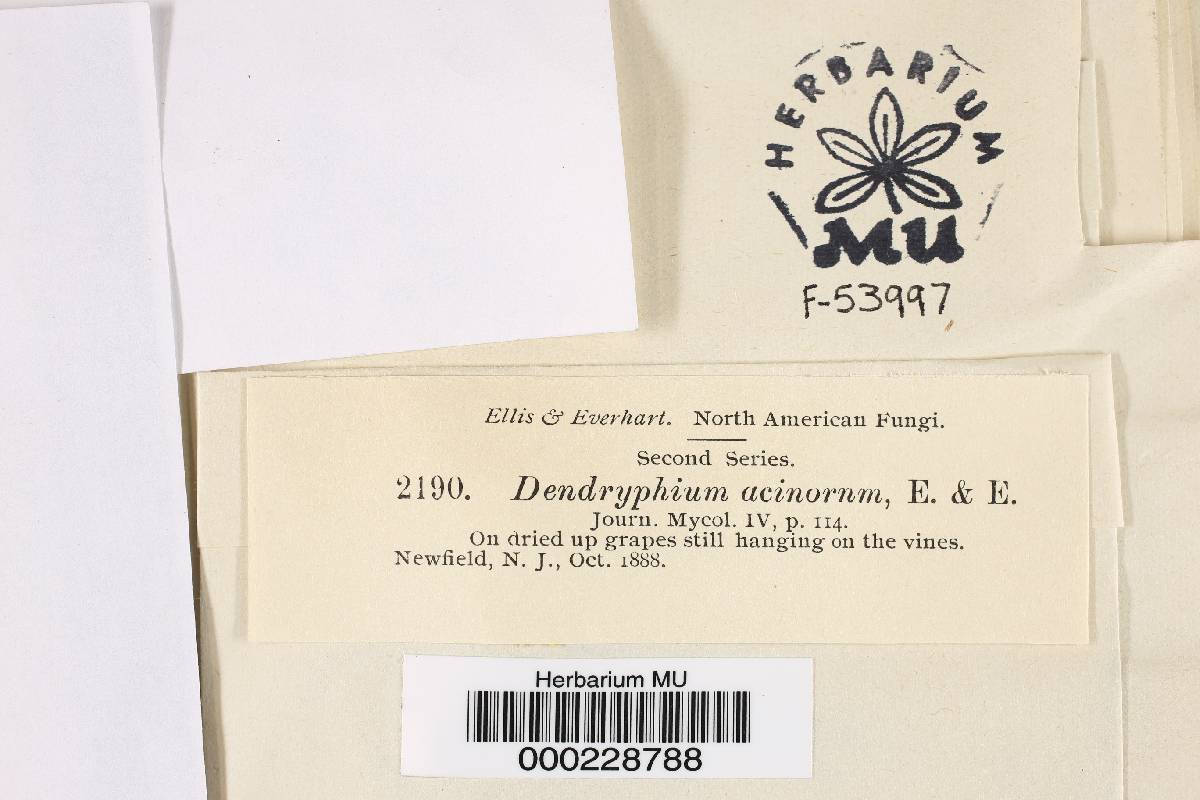 HERBARIUM
MU
F-53997
Ellis & Everhart. North American Fungi.
Second Series.
2190. Dendryphium acinornm, E. & E.
Journ. Mycol. IV, p. 114.
On dried up grapes still hanging on the vines.
Newfield, N. J., Oct. 1888.
Herbarium MU
000228788